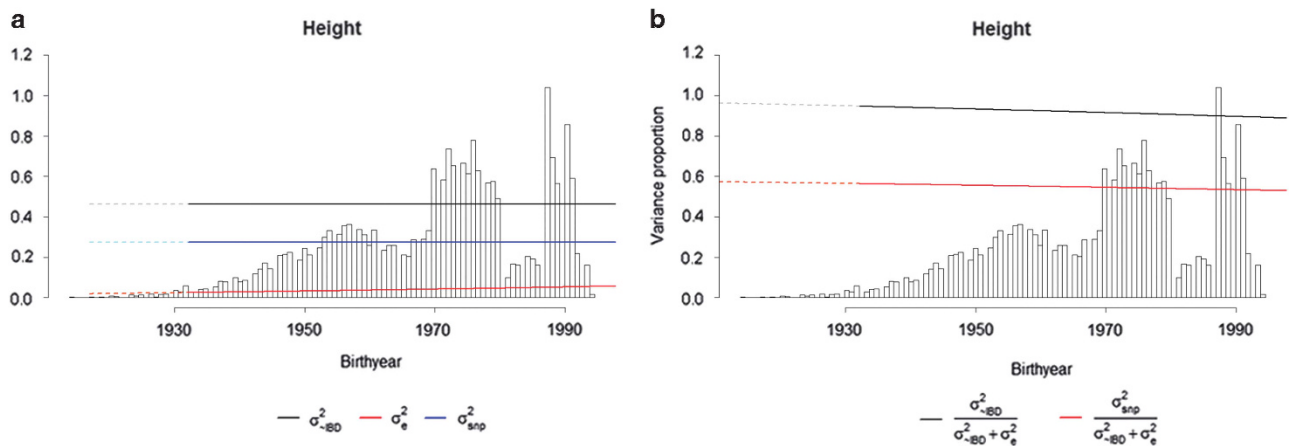 a
Height
1.2
1.0
0.8
0.6
0.4
0.2
0.0
1930 1950 1970 1990
Birthyear
σ²~IBD σ²e σ²snp
b
Height
1.2
1.0
0.8
0.6
0.4
0.2
0.0
Variance proportion
1930 1950 1970 1990
Birthyear
σ²~IBD σ²snp
σ²~IBD + σ²e σ²~IBD + σ²e